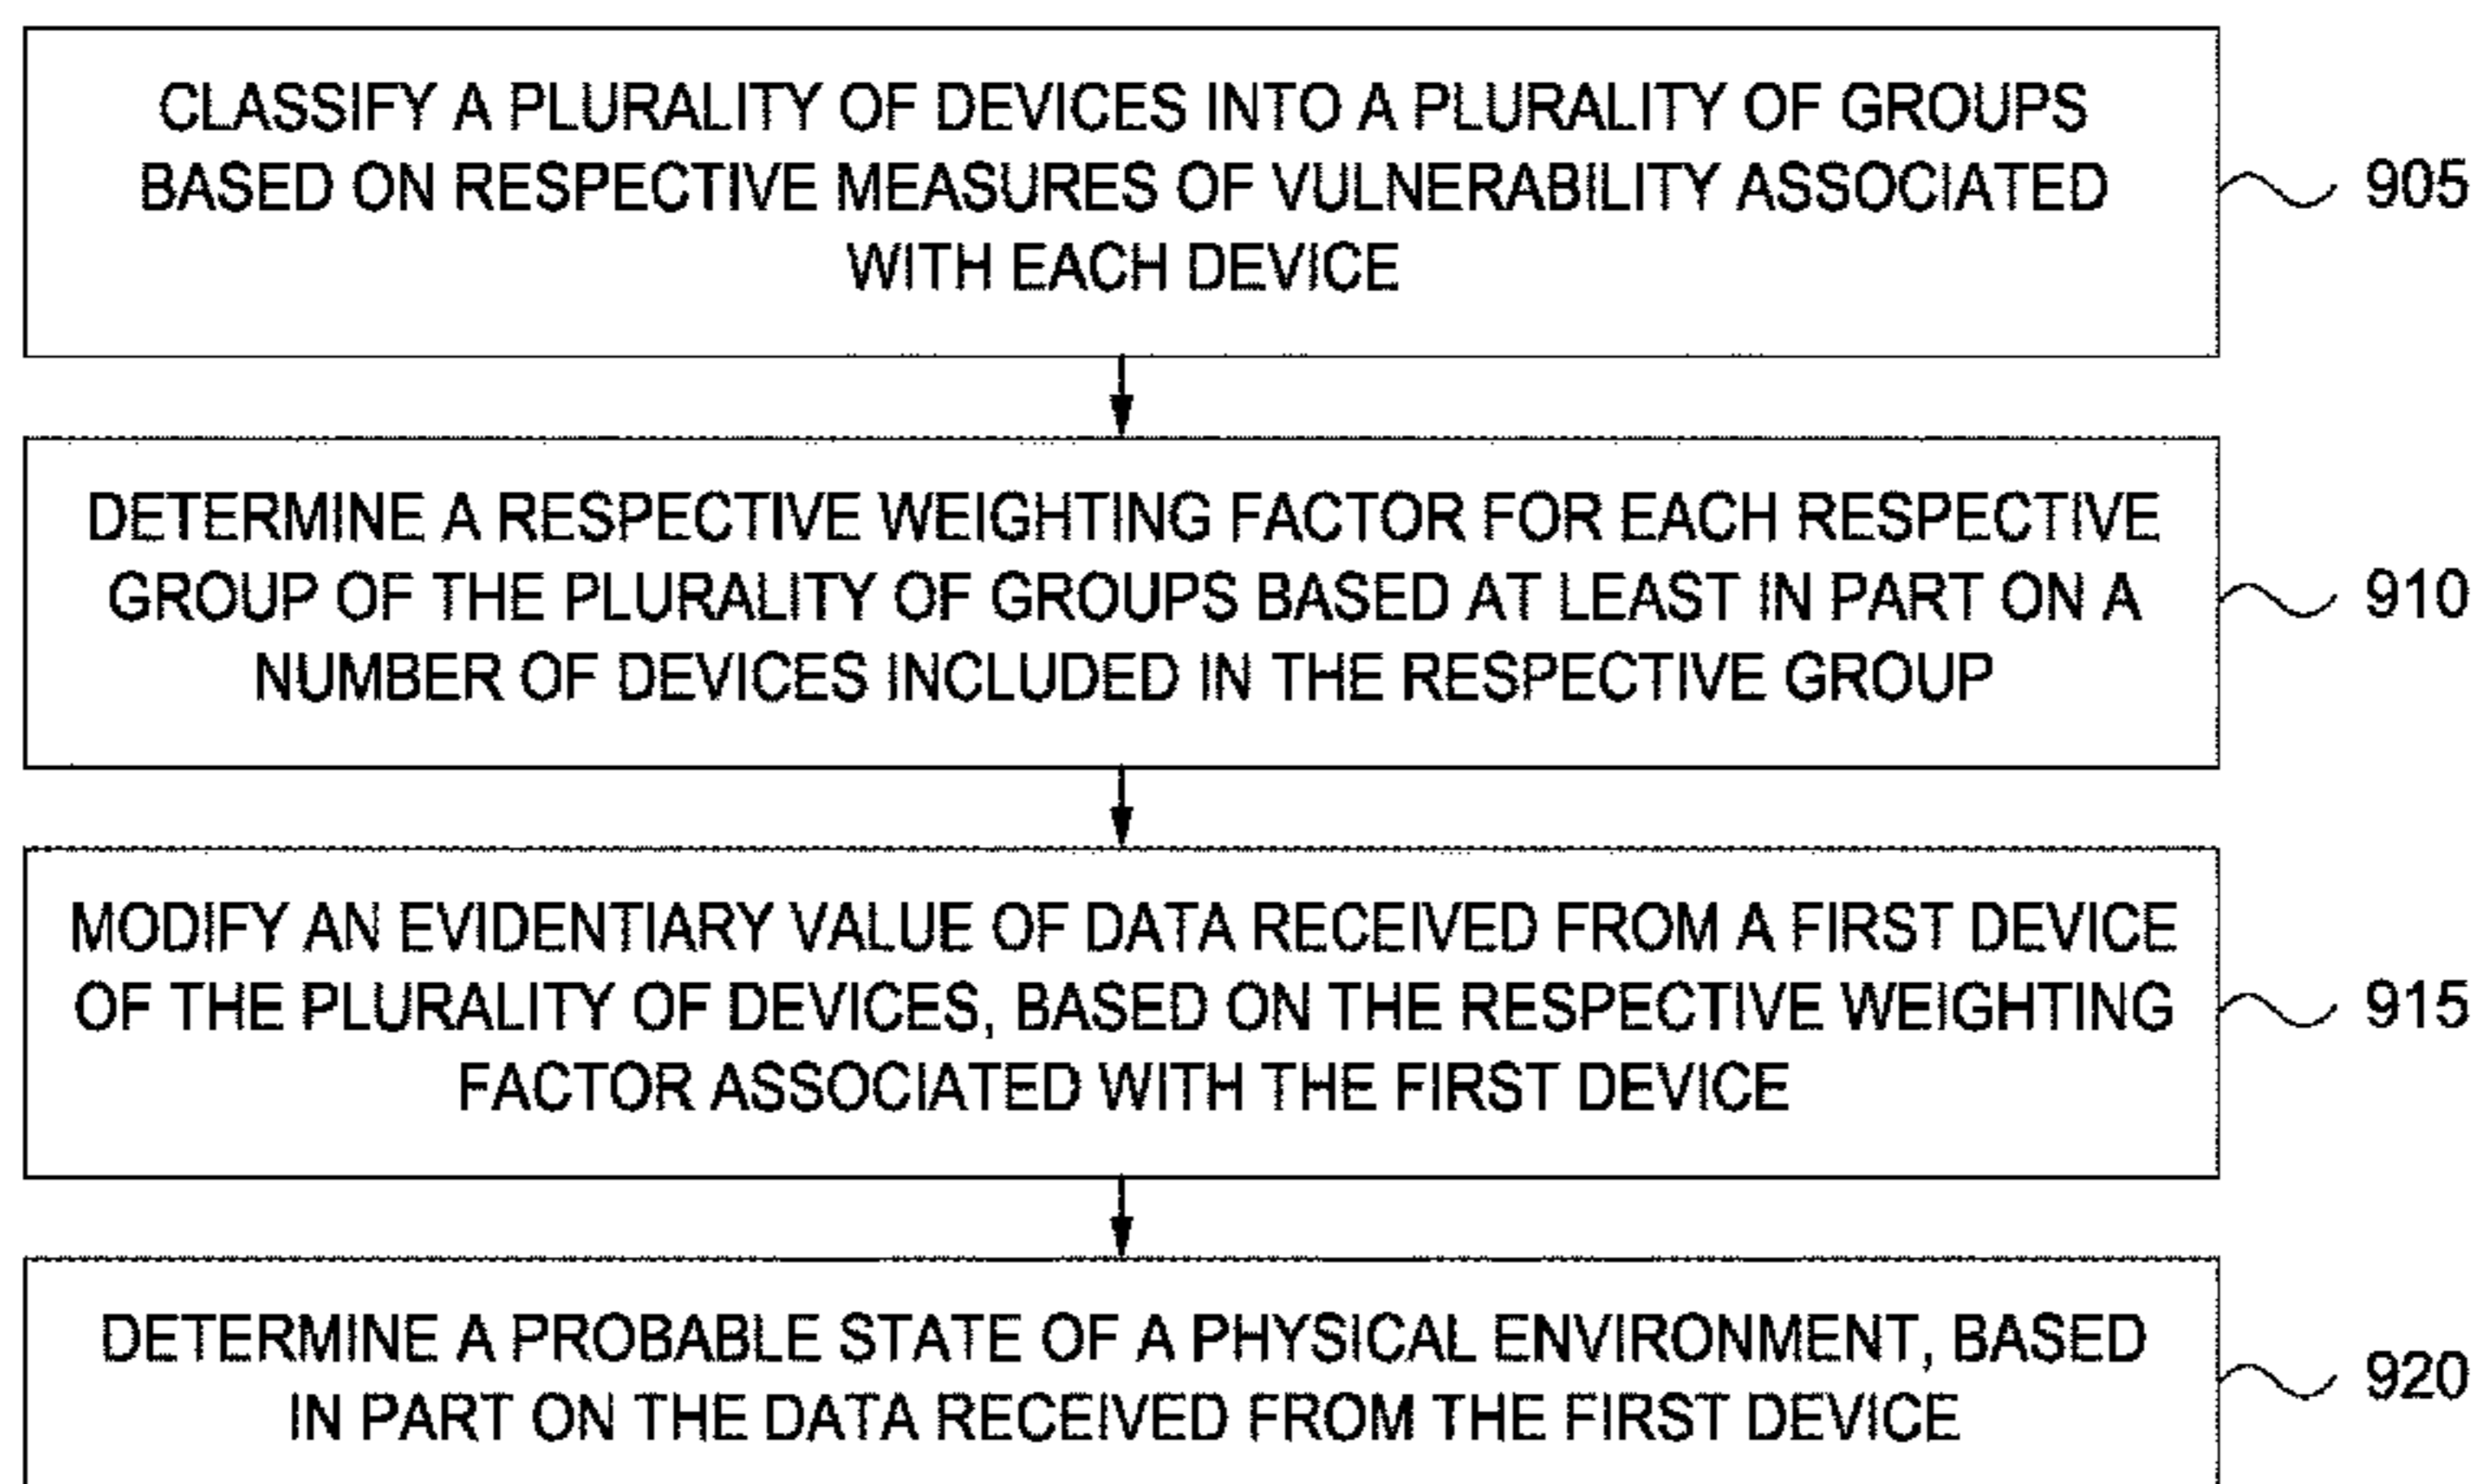 CLASSIFY A PLURALITY OF DEVICES INTO A PLURALITY OF GROUPS
BASED ON RESPECTIVE MEASURES OF VULNERABILITY ASSOCIATED
WITH EACH DEVICE
905
DETERMINE A RESPECTIVE WEIGHTING FACTOR FOR EACH RESPECTIVE
GROUP OF THE PLURALITY OF GROUPS BASED AT LEAST IN PART ON A
NUMBER OF DEVICES INCLUDED IN THE RESPECTIVE GROUP
910
MODIFY AN EVIDENTIARY VALUE OF DATA RECEIVED FROM A FIRST DEVICE
OF THE PLURALITY OF DEVICES, BASED ON THE RESPECTIVE WEIGHTING
FACTOR ASSOCIATED WITH THE FIRST DEVICE
915
DETERMINE A PROBABLE STATE OF A PHYSICAL ENVIRONMENT, BASED
IN PART ON THE DATA RECEIVED FROM THE FIRST DEVICE
920